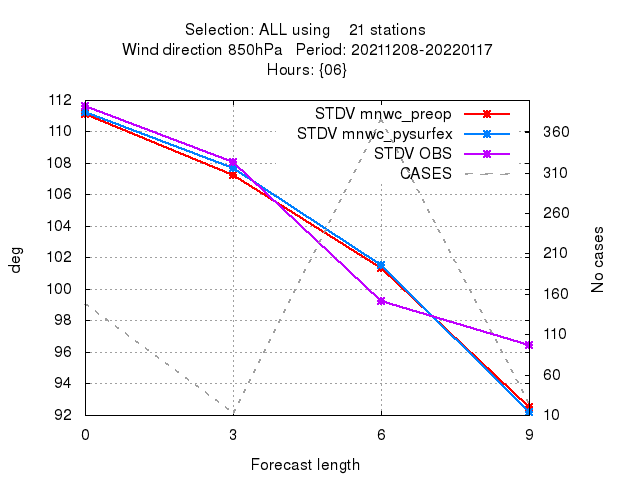 Selection: ALL using    21 stations
Wind direction 850hPa   Period: 20211208-20220117
Hours: {06}
112
110
108
106
104
102
100
98
96
94
92
deg
STDV mnwc_preop
STDV mnwc_pysurfex
STDV OBS
CASES
360
310
260
210
160
110
60
10
No cases
0 3 6 9
Forecast length